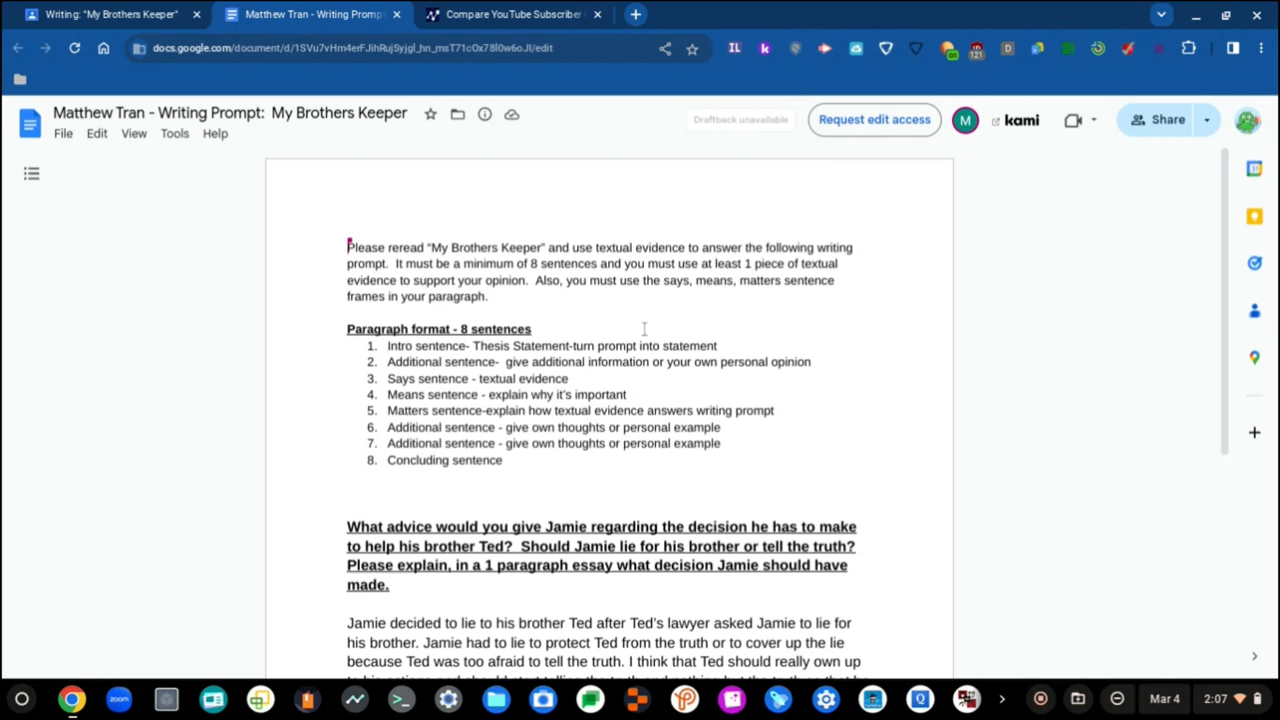 Writing: "My Brothers Keeper"
Matthew Tran - Writing Prompt
Compare YouTube Subscriber
docs.google.com/document/d/1SVu7vHm4erFJihRujSyjgl_hn_msT71cOx78l0w6oJI/edit
Matthew Tran - Writing Prompt: My Brothers Keeper
Draftback unavailable
Request edit access
M
kami
Share
File Edit View Tools Help
Please reread “My Brothers Keeper” and use textual evidence to answer the following writing
prompt. It must be a minimum of 8 sentences and you must use at least 1 piece of textual
evidence to support your opinion. Also, you must use the says, means, matters sentence
frames in your paragraph.
Paragraph format - 8 sentences
1. Intro sentence- Thesis Statement-turn prompt into statement
2. Additional sentence- give additional information or your own personal opinion
3. Says sentence - textual evidence
4. Means sentence - explain why it’s important
5. Matters sentence-explain how textual evidence answers writing prompt
6. Additional sentence - give own thoughts or personal example
7. Additional sentence - give own thoughts or personal example
8. Concluding sentence
What advice would you give Jamie regarding the decision he has to make
to help his brother Ted? Should Jamie lie for his brother or tell the truth?
Please explain, in a 1 paragraph essay what decision Jamie should have
made.
Jamie decided to lie to his brother Ted after Ted’s lawyer asked Jamie to lie for
his brother. Jamie had to lie to protect Ted from the truth or to cover up the lie
because Ted was too afraid to tell the truth. I think that Ted should really own up
zoom
Mar 4
2:07